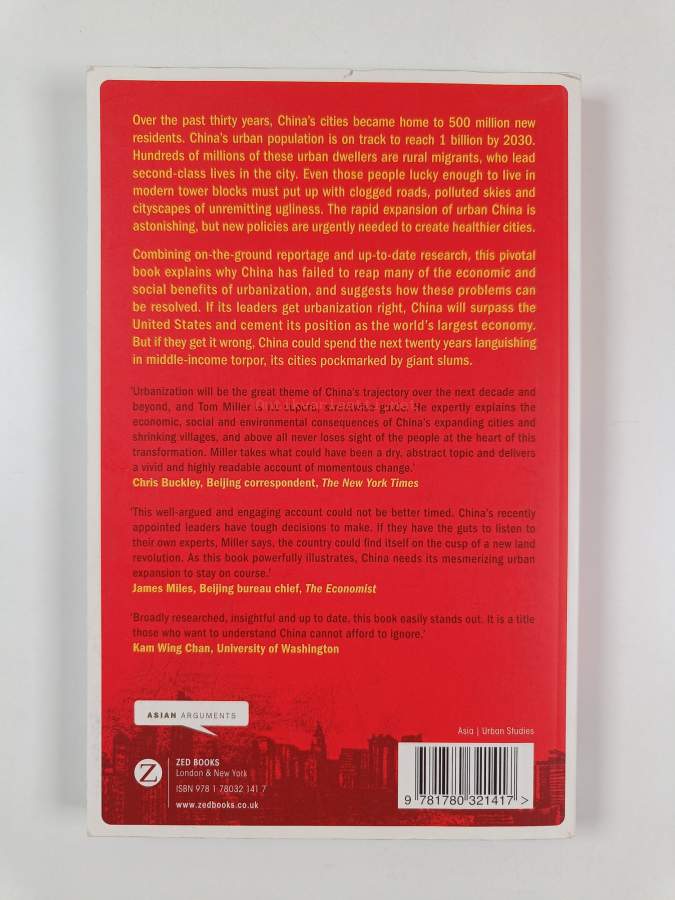 Over the past thirty years, China's cities became home to 500 million new
residents. China's urban population is on track to reach 1 billion by 2030.
Hundreds of millions of these urban dwellers are rural migrants, who lead
second-class lives in the city. Even those people lucky enough to live in
modern tower blocks must put up with clogged roads, polluted skies and
cityscapes of unremitting ugliness. The rapid expansion of urban China is
astonishing, but new policies are urgently needed to create healthier cities.
Combining on-the-ground reportage and up-to-date research, this pivotal
book explains why China has failed to reap many of the economic and
social benefits of urbanization, and suggests how these problems can
be resolved. If its leaders get urbanization right, China will surpass the
United States and cement its position as the world's largest economy.
But if they get it wrong, China could spend the next twenty years languishing
in middle-income torpor, its cities pockmarked by giant slums.
'Urbanization will be the great theme of China's trajectory over the next decade and
beyond, and Tom Miller is its superb, sure-footed guide. He expertly explains the
economic, social and environmental consequences of China's expanding cities and
shrinking villages, and above all never loses sight of the people at the heart of this
transformation. Miller takes what could have been a dry, abstract topic and delivers
a vivid and highly readable account of momentous change.'
Chris Buckley, Beijing correspondent, The New York Times
'This well-argued and engaging account could not be better timed. China's recently
appointed leaders have tough decisions to make. If they have the guts to listen to
their own experts, Miller says, the country could find itself on the cusp of a new land
revolution. As this book powerfully illustrates, China needs its mesmerizing urban
expansion to stay on course.'
James Miles, Beijing bureau chief, The Economist
'Broadly researched, insightful and up to date, this book easily stands out. It is a title
those who want to understand China cannot afford to ignore.'
Kam Wing Chan, University of Washington
ASIAN ARGUMENTS
Asia | Urban Studies
Z
ZED BOOKS
London & New York
ISBN 978 1 78032 141 7
www.zedbooks.co.uk
9 781780 321417 >